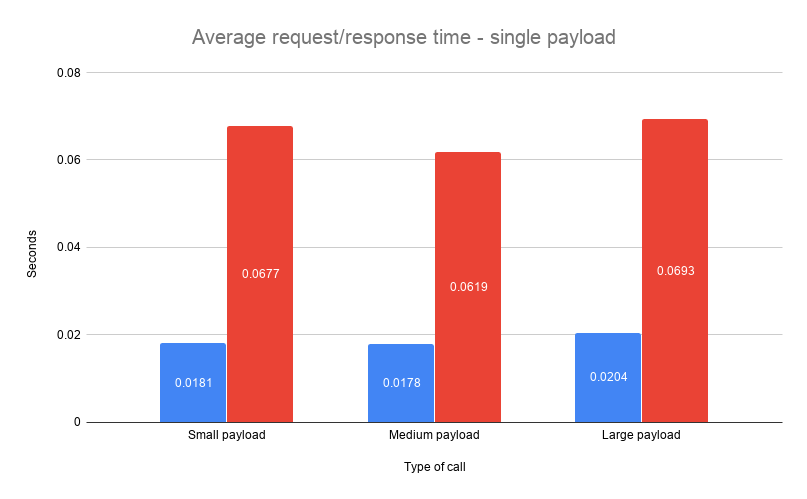 Average request/response time - single payload
0.08
0.06
0.04
0.02
0
Seconds
0.0181
0.0677
0.0178
0.0619
0.0204
0.0693
Small payload
Medium payload
Large payload
Type of call